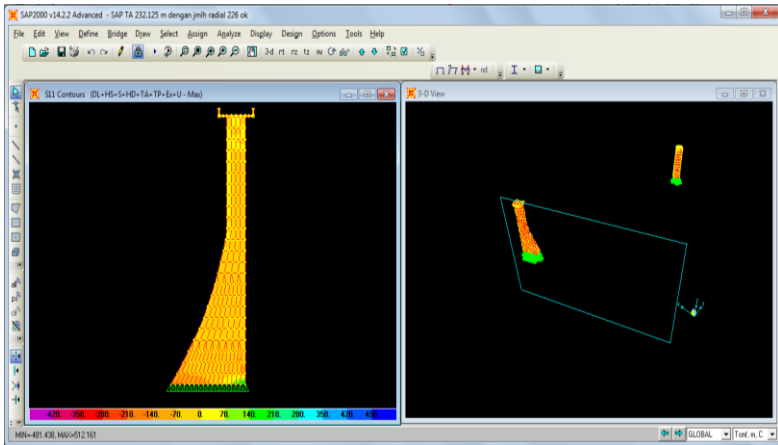 SAP2000 v14.2.2 Advanced - SAP TA 232.125 m dengan jmlh radial 226 ok
File Edit View Define Bridge Draw Select Assign Analyze Display Design Options Tools Help
3-d
nd
S11 Contours (DL+HS+S+HD+TA+TP+Ex+U - Max)
3-D View
-420. -350. -280. -210. -140. -70. 0. 70. 140. 210. 280. 350. 420. 490.
MIN=-481.438, MAX=512.161
GLOBAL
Tonf, m, C